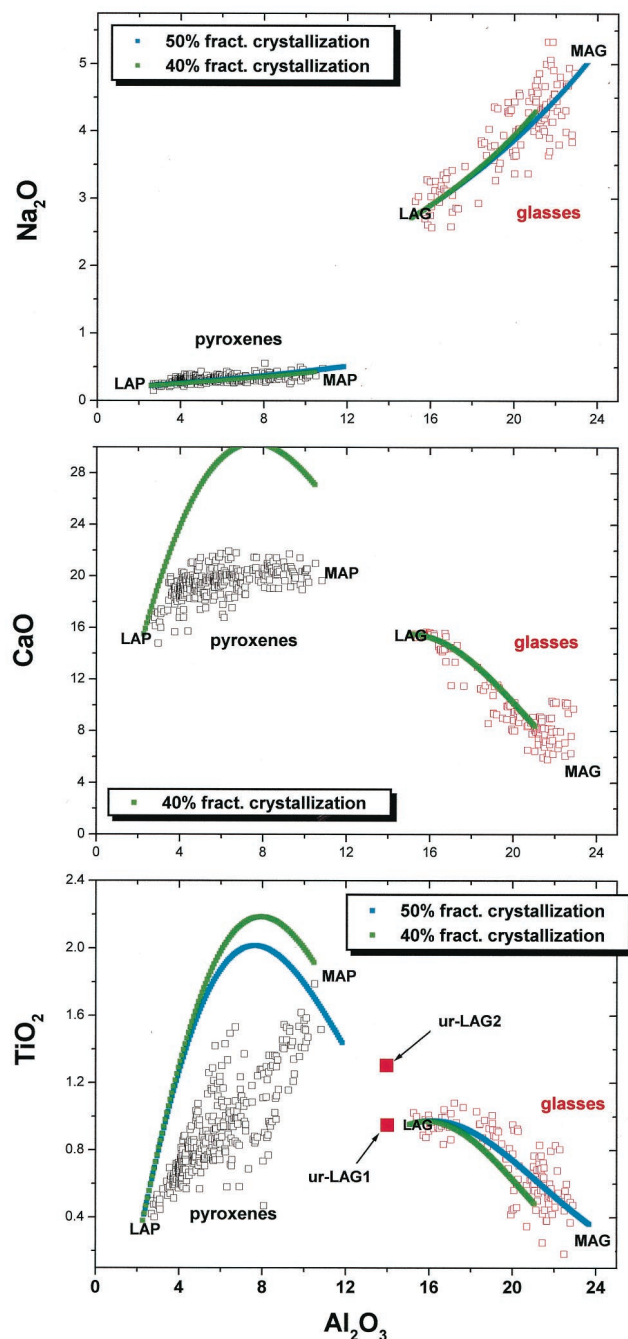 50% fract. crystallization
40% fract. crystallization
MAG
5
4
3
2
1
0
Na2O
LAG
glasses
pyroxenes
LAP
MAP
0 4 8 12 16 20 24
28
24
20
16
12
8
4
0
CaO
MAP
LAP
pyroxenes
LAG
glasses
MAG
40% fract. crystallization
0 4 8 12 16 20 24
2.4
2.0
1.6
1.2
0.8
0.4
TiO2
50% fract. crystallization
40% fract. crystallization
MAP
ur-LAG2
glasses
LAG
ur-LAG1
pyroxenes
LAP
MAG
0 4 8 12 16 20 24
Al2O3